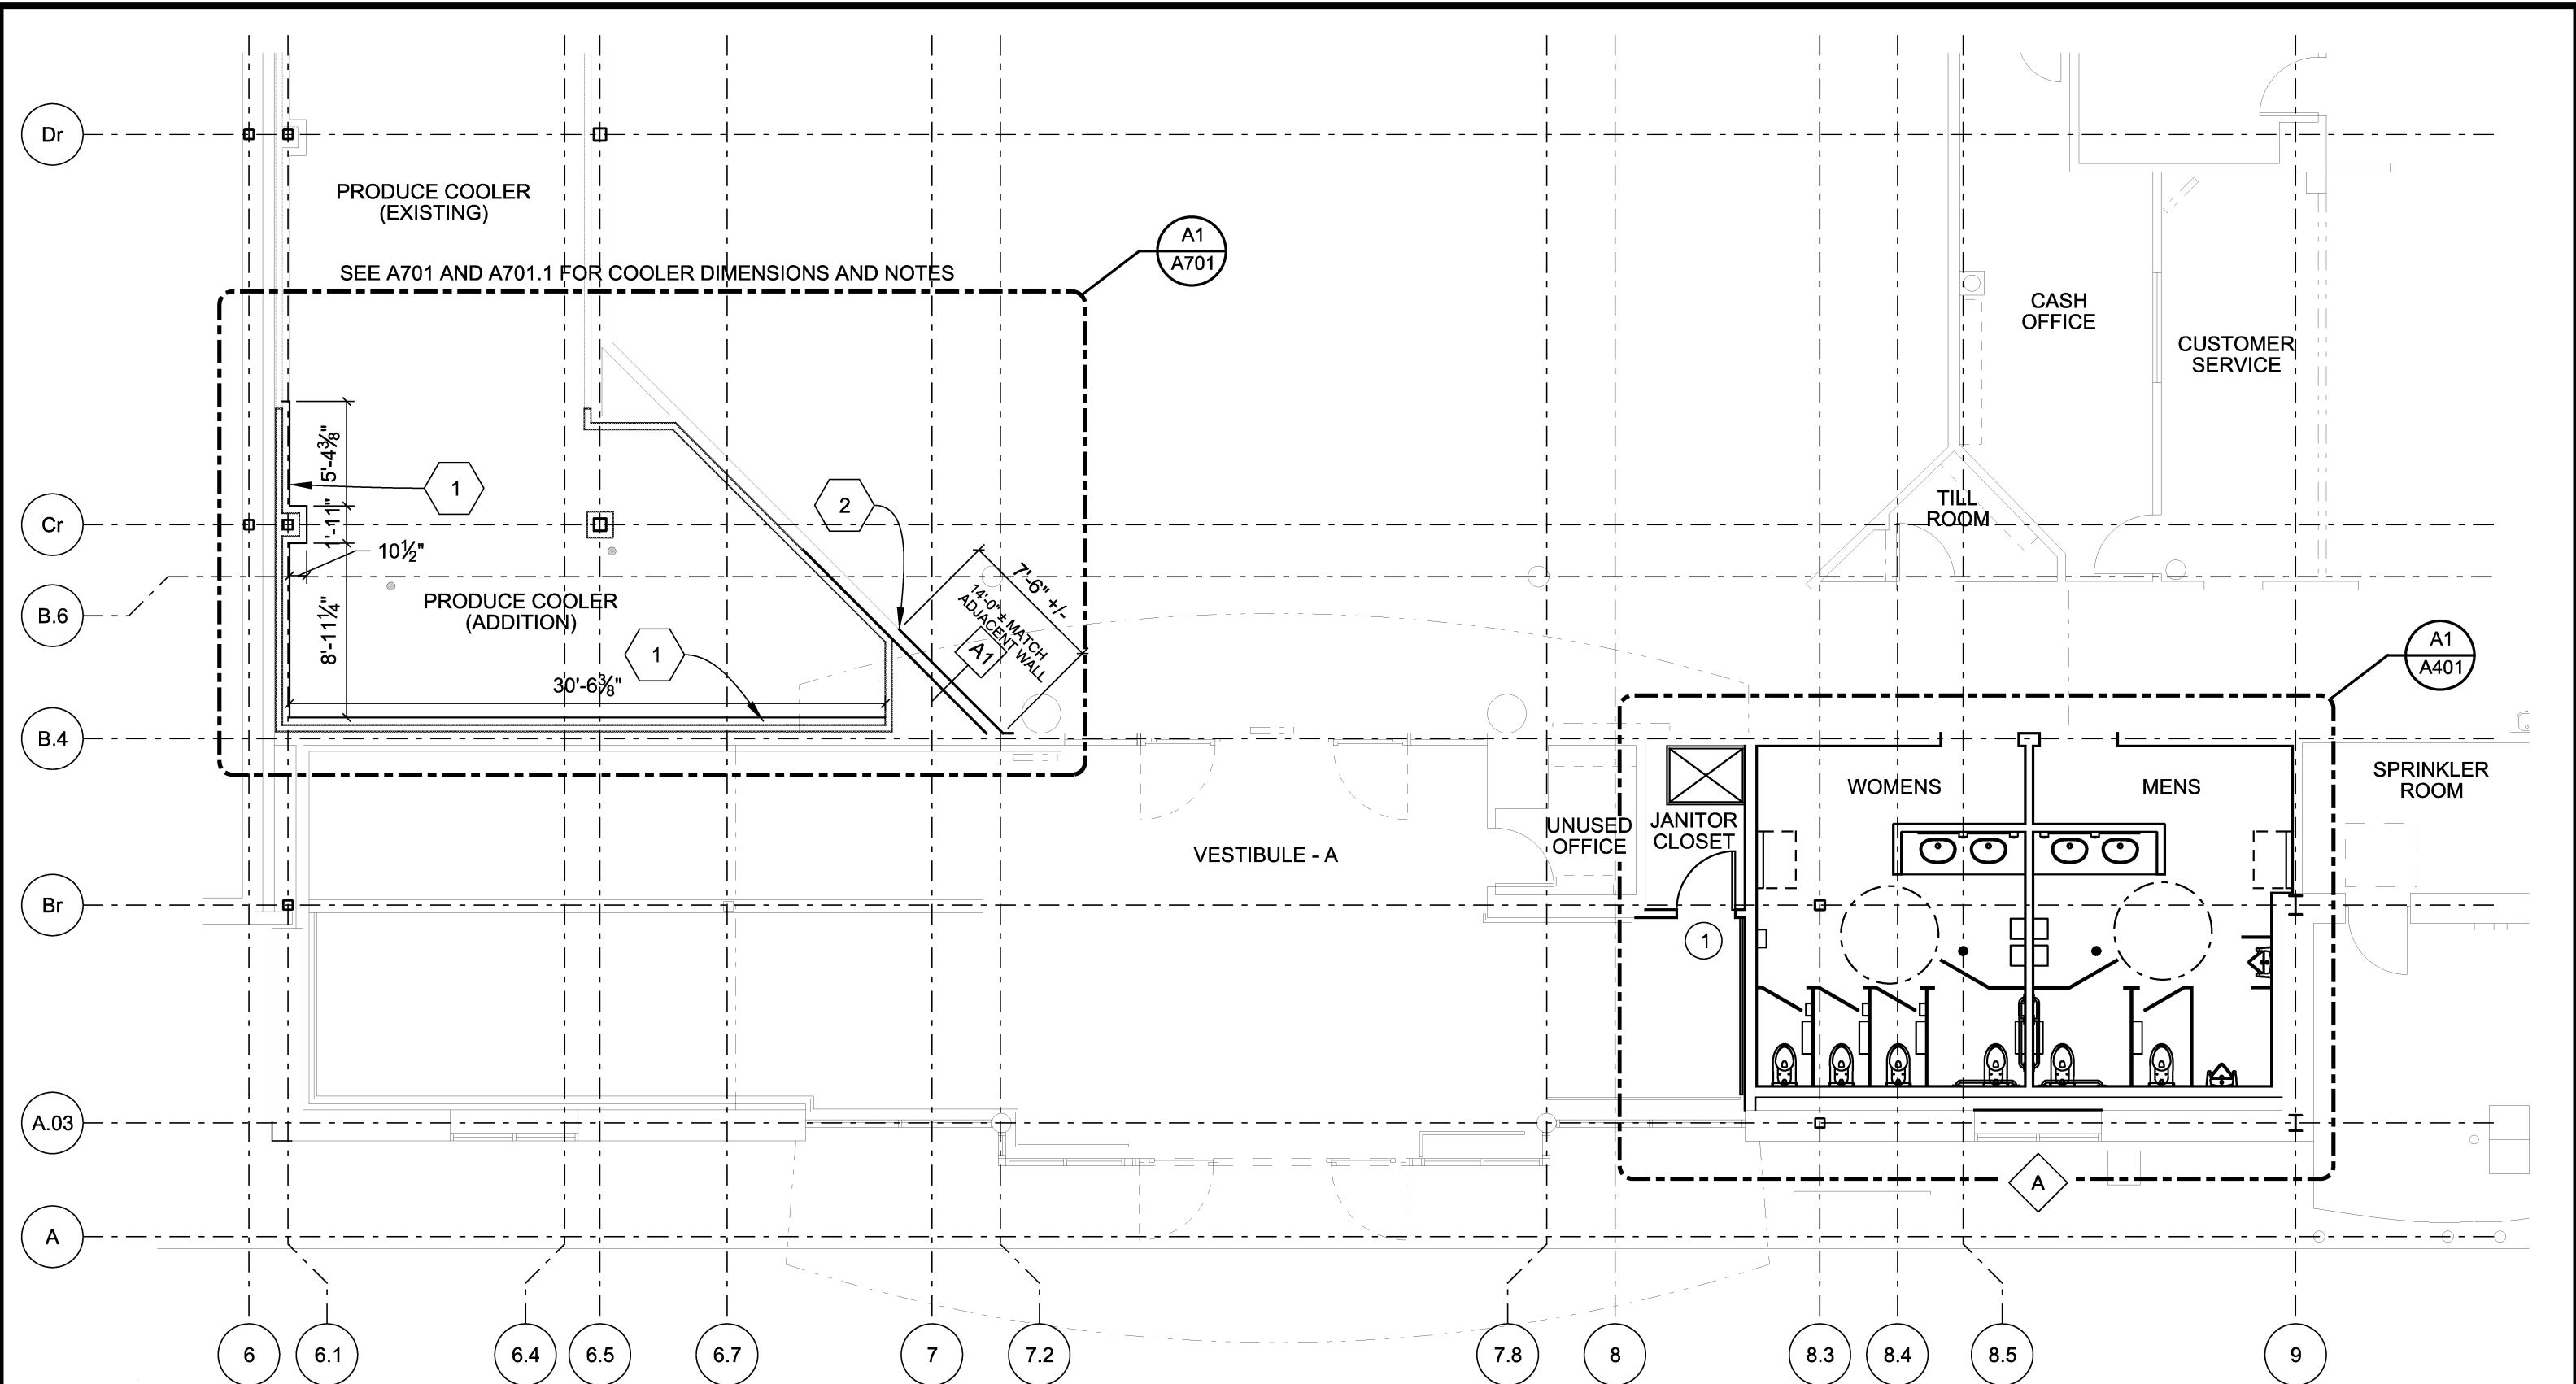 Dr
PRODUCE COOLER
(EXISTING)
A1
A701
SEE A701 AND A701.1 FOR COOLER DIMENSIONS AND NOTES
CASH
OFFICE
CUSTOMER
SERVICE
5'-4⅜"
1
2
TILL
ROOM
Cr
1'-11"
10½"
7'-6" +/-
14'-0" ± MATCH
ADJACENT WALL
A1
B.6
PRODUCE COOLER
(ADDITION)
8'-11¼"
1
30'-6⅜"
A1
A401
B.4
WOMENS
MENS
SPRINKLER
ROOM
UNUSED
OFFICE
JANITOR
CLOSET
VESTIBULE - A
Br
1
A.03
A
A
6
6.1
6.4
6.5
6.7
7
7.2
7.8
8
8.3
8.4
8.5
9